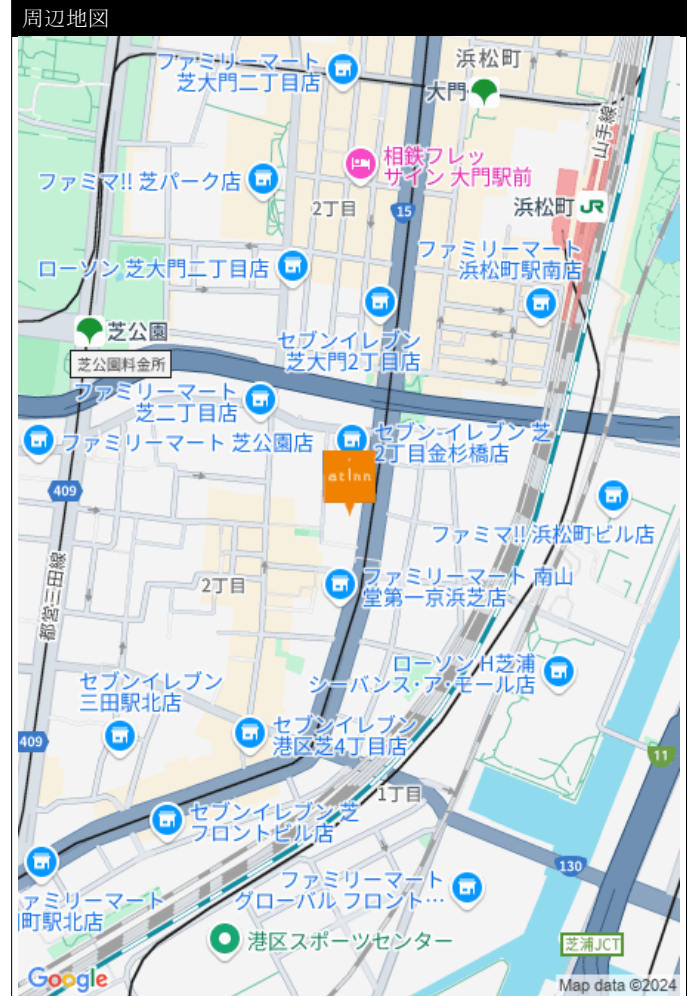 周辺地図
ファミリーマート
芝大門二丁目店
浜松町
大門
山手線
相鉄フレッ
サイン 大門駅前
ファミマ!! 芝パーク店
2丁目
15
浜松町
JR
ファミリーマート
浜松町駅南店
ローソン 芝大門二丁目店
セブンイレブン
芝大門2丁目店
芝公園
芝公園料金所
ファミリーマート
芝二丁目店
ファミリーマート 芝公園店
セブン-イレブン 芝
2丁目金杉橋店
at Inn
409
ファミマ!! 浜松町ビル店
都営三田線
2丁目
ファミリーマート 南山
堂第一京浜芝店
ローソン H芝浦
シーバンス・ア・モール店
セブンイレブン
三田駅北店
セブンイレブン
港区芝4丁目店
409
11
1丁目
セブンイレブン 芝
フロントビル店
130
ファミリーマート
グローバル フロント…
ァミリーマート
町駅北店
港区スポーツセンター
芝浦JCT
Google
Map data ©2024